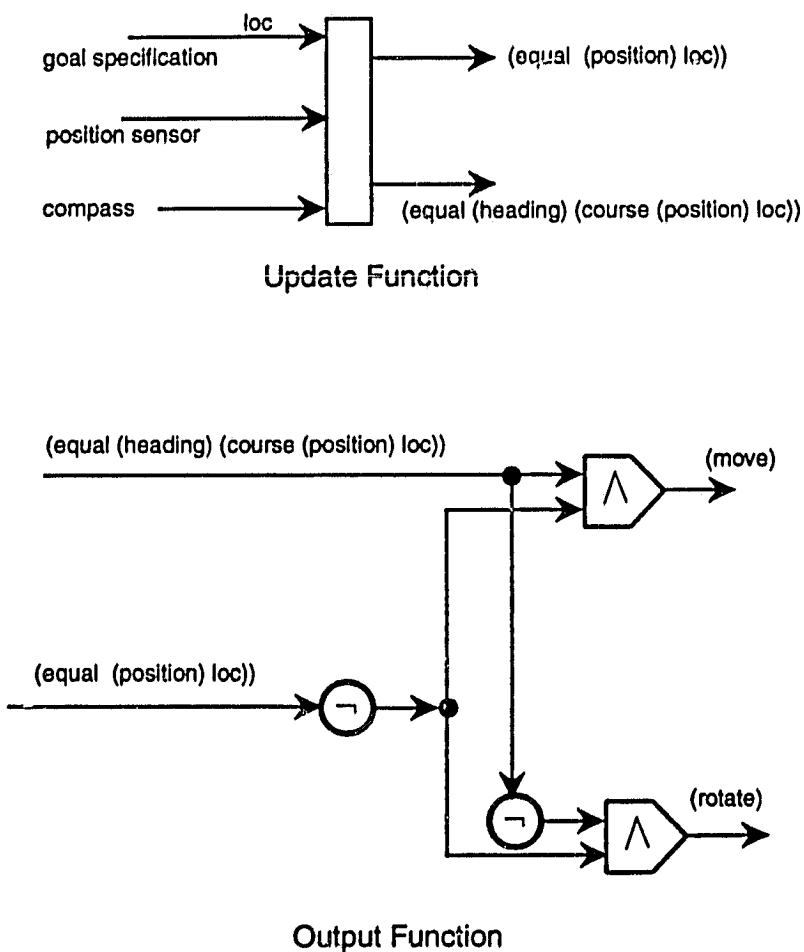 loc
goal specification
(equal (position) loc))
position sensor
compass
(equal (heading) (course (position) loc))
Update Function
(equal (heading) (course (position) loc))
(move)
∧
(equal (position) loc))
¬
(rotate)
¬
∧
Output Function